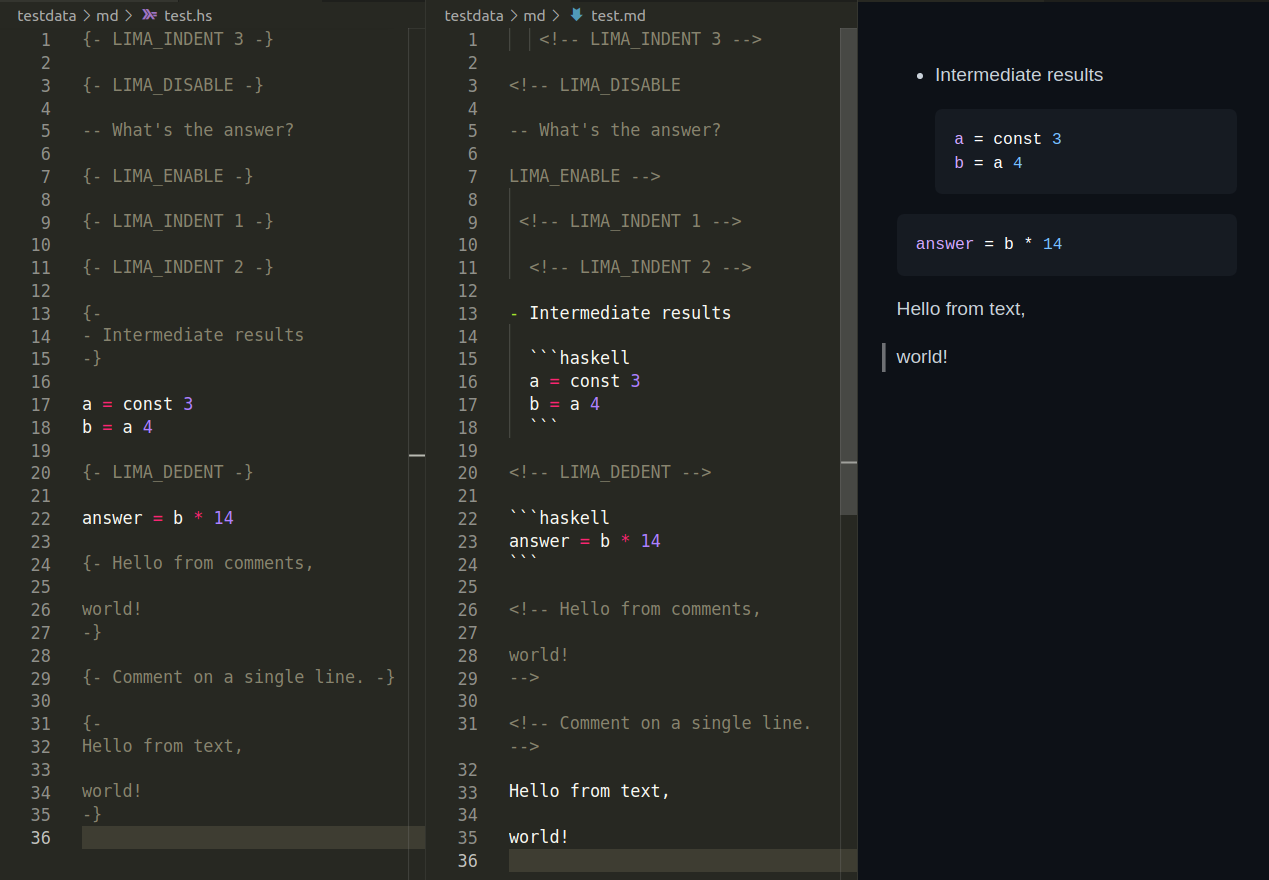 testdata > md > test.hs
1 {- LIMA_INDENT 3 -}
2
3 {- LIMA_DISABLE -}
4
5 -- What's the answer?
6
7 {- LIMA_ENABLE -}
8
9 {- LIMA_INDENT 1 -}
10
11 {- LIMA_INDENT 2 -}
12
13 {-
14 - Intermediate results
15 -}
16
17 a = const 3
18 b = a 4
19
20 {- LIMA_DEDENT -}
21
22 answer = b * 14
23
24 {- Hello from comments,
25
26 world!
27 -}
28
29 {- Comment on a single line. -}
30
31 {-
32 Hello from text,
33
34 world!
35 -}
36
testdata > md > test.md
1    <!-- LIMA_INDENT 3 -->
2
3 <!-- LIMA_DISABLE
4
5 -- What's the answer?
6
7 LIMA_ENABLE -->
8
9  <!-- LIMA_INDENT 1 -->
10
11   <!-- LIMA_INDENT 2 -->
12
13 - Intermediate results
14
15   ```haskell
16   a = const 3
17   b = a 4
18   ```
19
20 <!-- LIMA_DEDENT -->
21
22 ```haskell
23 answer = b * 14
24 ```
25
26 <!-- Hello from comments,
27
28 world!
29 -->
30
31 <!-- Comment on a single line.
-->
32
33 Hello from text,
34
35 world!
36
• Intermediate results
a = const 3
b = a 4
answer = b * 14
Hello from text,
world!